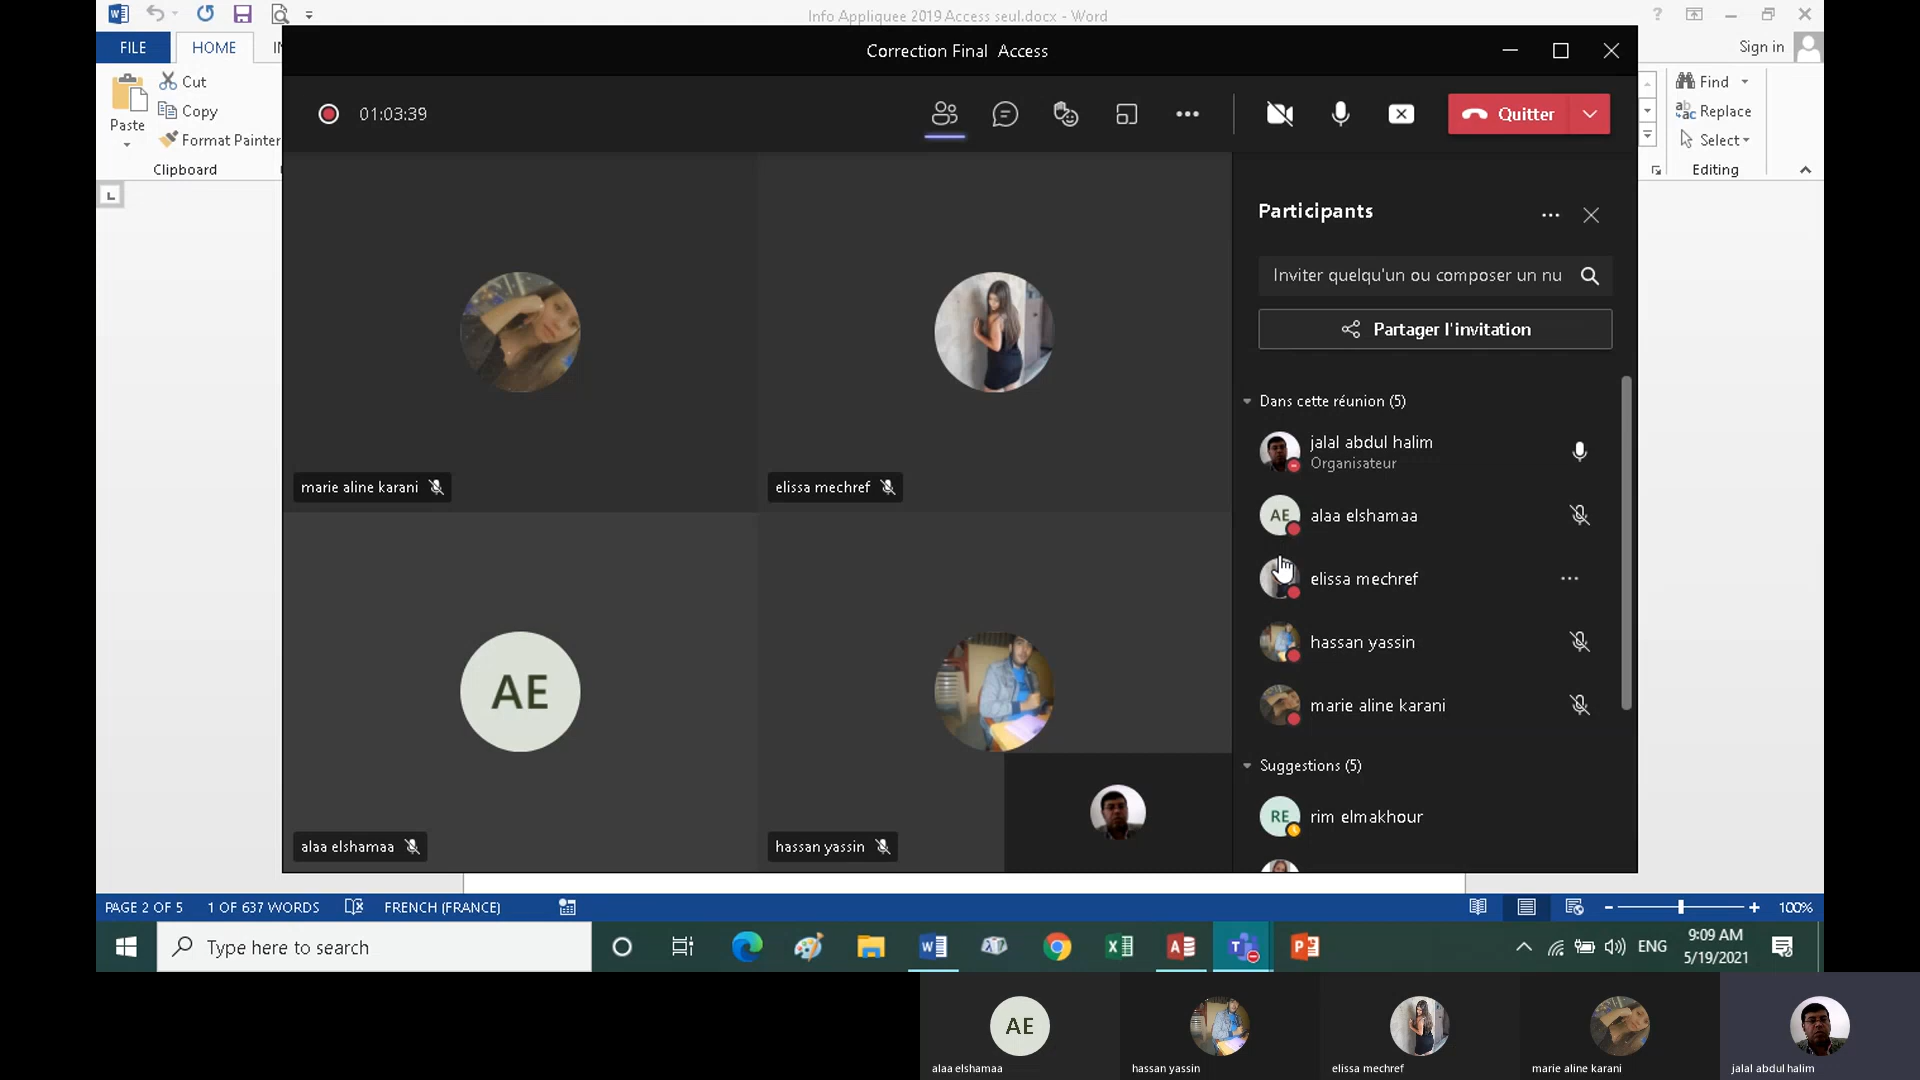 Info Appliquee 2019 Access seul.docx - Word
?
FILE
HOME
Sign in
Paste
Cut
Copy
Format Painter
Clipboard
Find
Replace
Select
Editing
Correction Final Access
01:03:39
Quitter
marie aline karani
elissa mechref
AE
alaa elshamaa
hassan yassin
Participants
Inviter quelqu'un ou composer un nu
Partager l'invitation
Dans cette réunion (5)
jalal abdul halim
Organisateur
AE
alaa elshamaa
elissa mechref
hassan yassin
marie aline karani
Suggestions (5)
RE
rim elmakhour
PAGE 2 OF 5
1 OF 637 WORDS
FRENCH (FRANCE)
100%
Type here to search
ENG
9:09 AM
5/19/2021
AE
alaa elshamaa
hassan yassin
elissa mechref
marie aline karani
jalal abdul halim